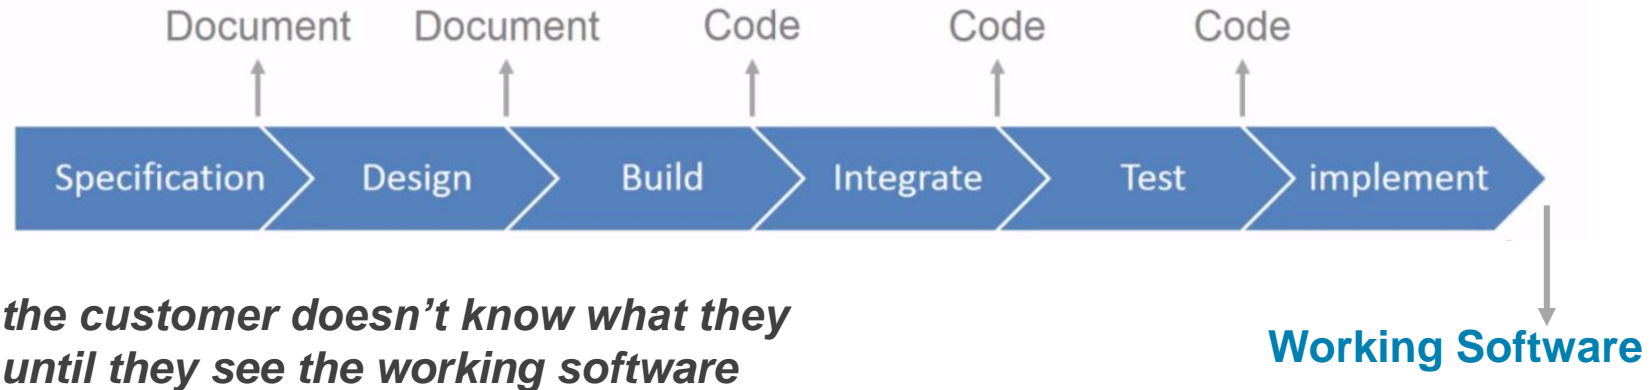 Document Document Code Code Code
Specification Design Build Integrate Test implement
the customer doesn’t know what they
until they see the working software
Working Software